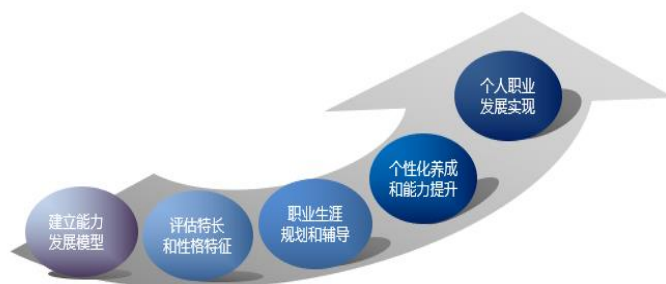 建立能力
发展模型
评估特长
和性格特征
职业生涯
规划和辅导
个性化养成
和能力提升
个人职业
发展实现